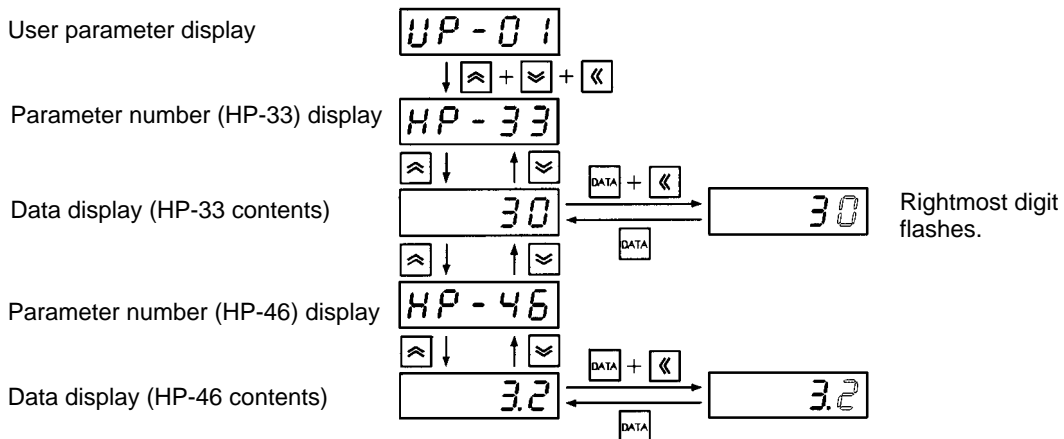 User parameter display
UP-01
+ +
Parameter number (HP-33) display
HP-33
DATA +
Data display (HP-33 contents)
30
30
Rightmost digit
flashes.
DATA
Parameter number (HP-46) display
HP-46
DATA +
Data display (HP-46 contents)
3.2
3.2
DATA